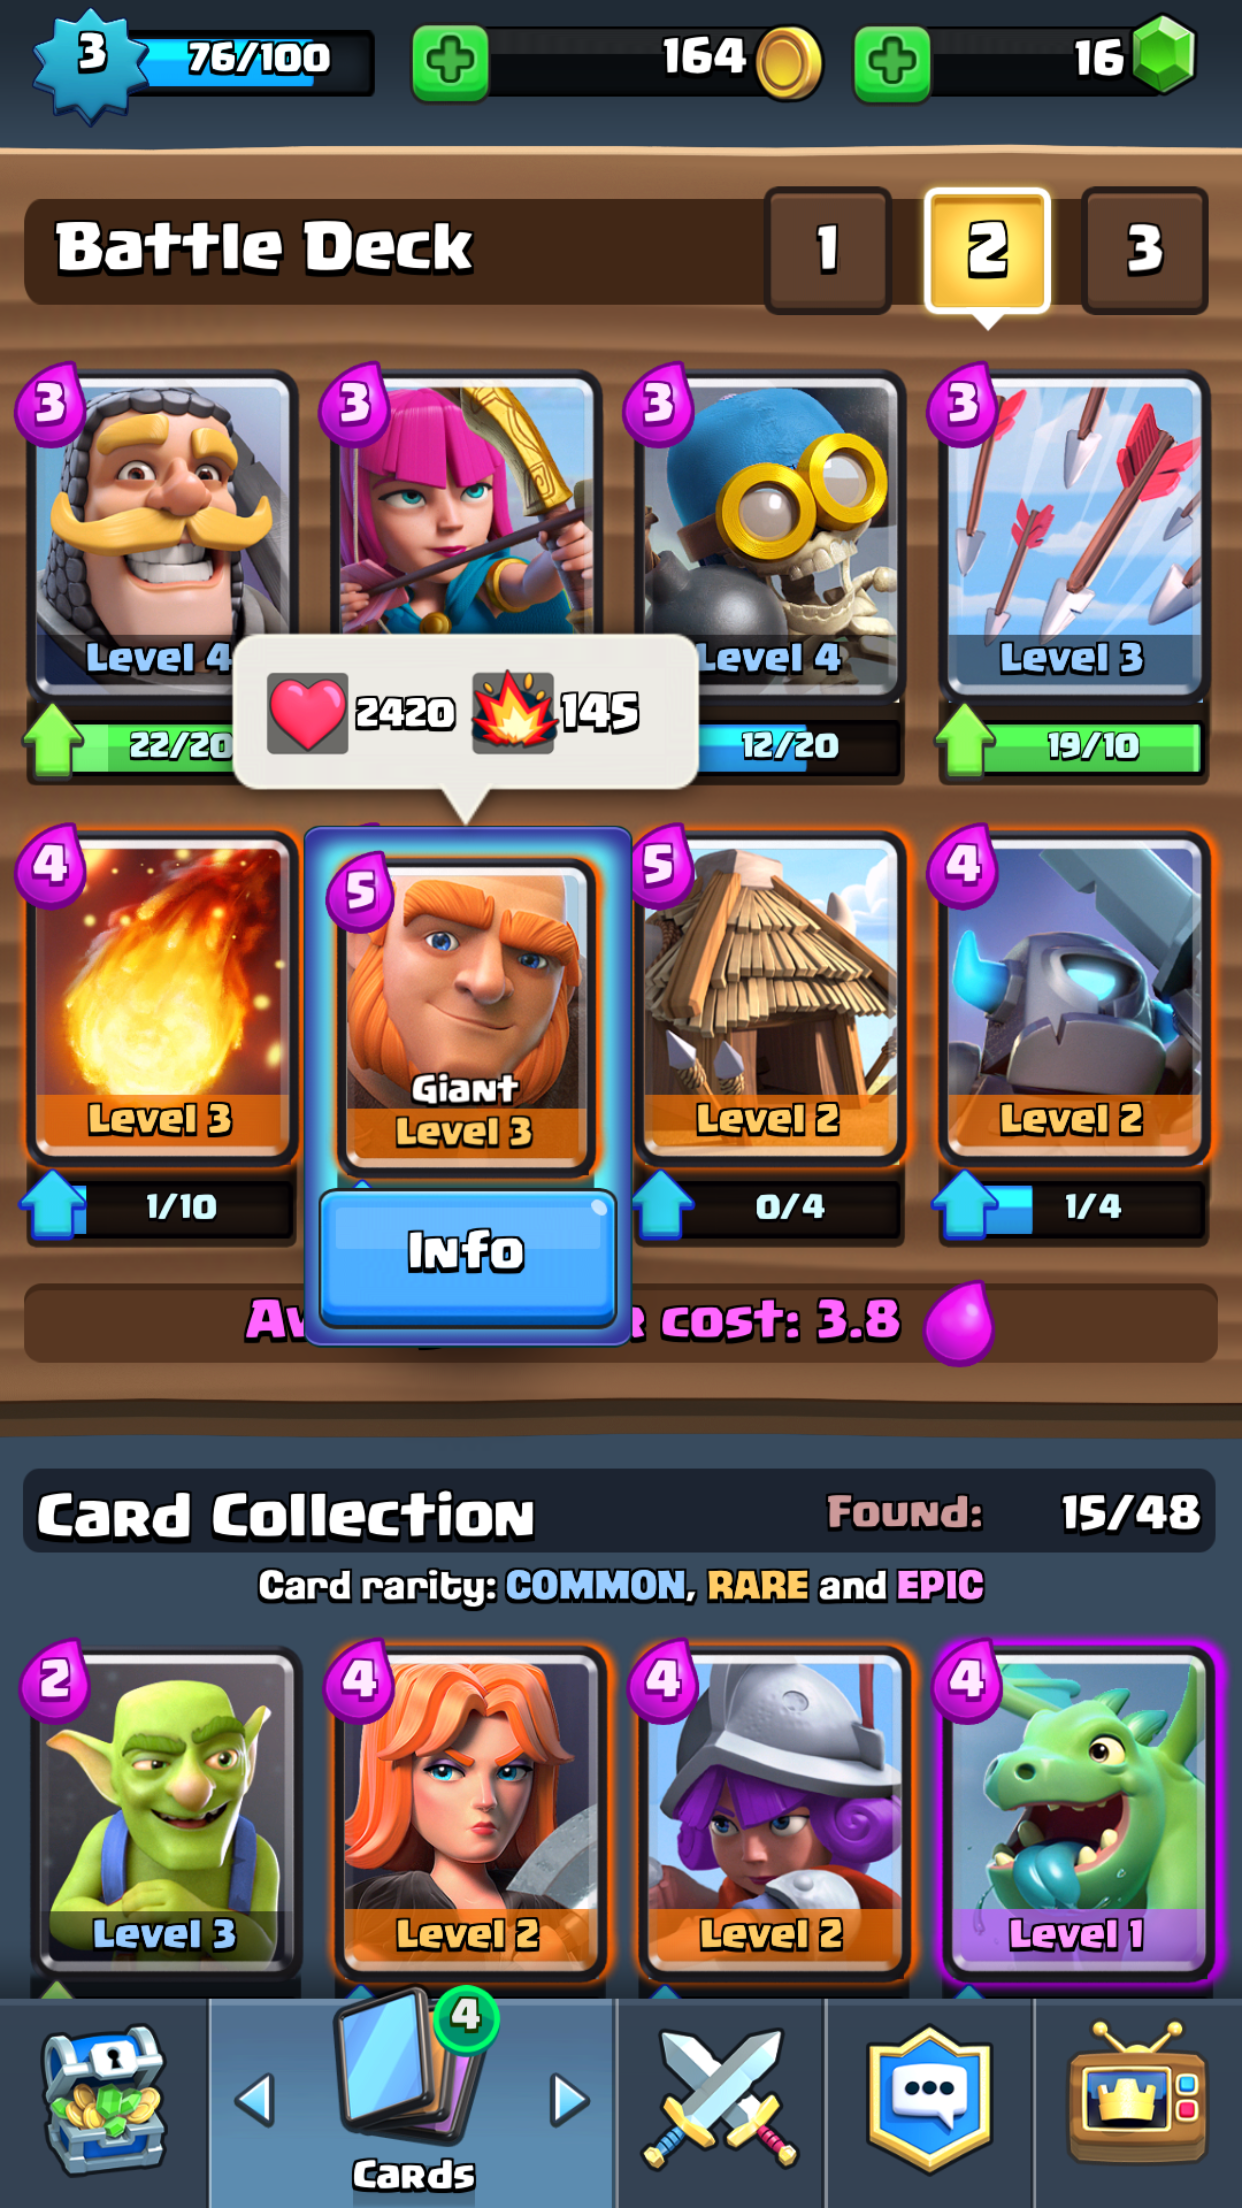 3 76/100 164 16
Battle Deck 1 2 3
3 3 3 3
Level 4 Level 4 Level 3
2420 145
22/20 12/20 19/10
4 5 5 4
Giant
Level 3 Level 3 Level 2 Level 2
1/10 0/4 1/4
Info
cost: 3.8
Card Collection Found: 15/48
Card rarity: COMMON, RARE and EPIC
2 4 4 4
Level 3 Level 2 Level 2 Level 1
4
Cards